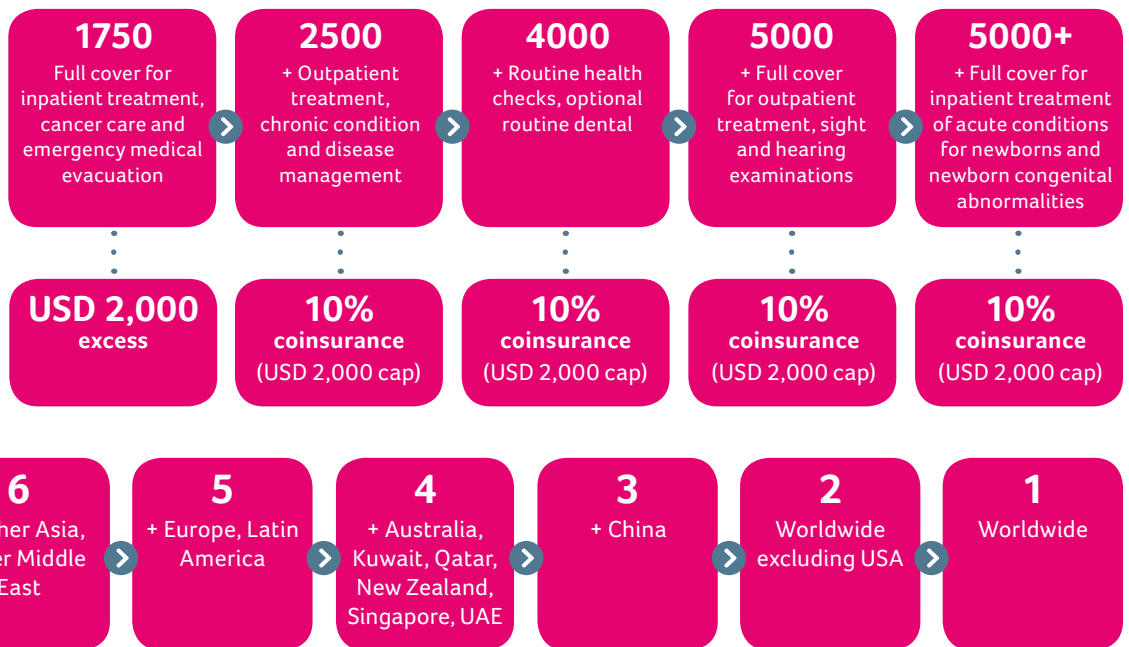 1750
Full cover for
inpatient treatment,
cancer care and
emergency medical
evacuation
2500
+ Outpatient
treatment,
chronic condition
and disease
management
4000
+ Routine health
checks, optional
routine dental
5000
+ Full cover
for outpatient
treatment, sight
and hearing
examinations
5000+
+ Full cover for
inpatient treatment
of acute conditions
for newborns and
newborn congenital
abnormalities
USD 2,000
excess
10%
coinsurance
(USD 2,000 cap)
10%
coinsurance
(USD 2,000 cap)
10%
coinsurance
(USD 2,000 cap)
10%
coinsurance
(USD 2,000 cap)
6
Asia,
Middle
East
5
+ Europe, Latin
America
4
+ Australia,
Kuwait, Qatar,
New Zealand,
Singapore, UAE
3
+ China
2
Worldwide
excluding USA
1
Worldwide